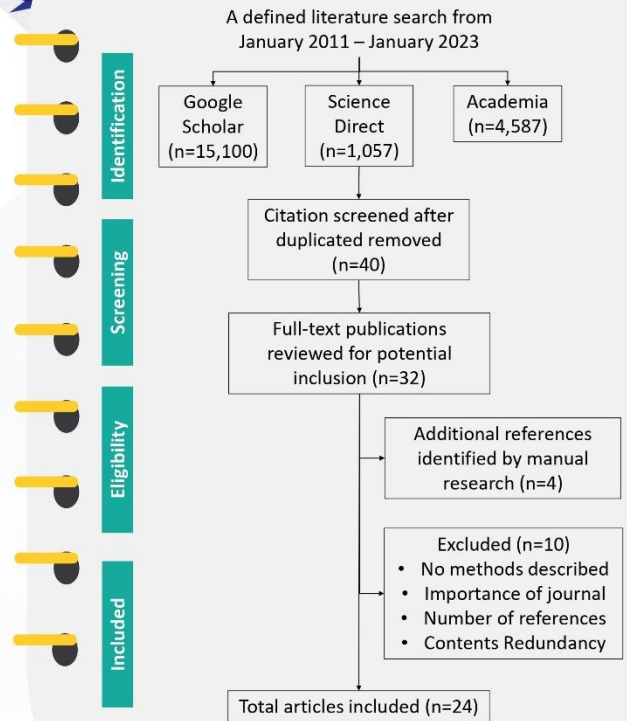 A defined literature search from
January 2011 – January 2023
Identification
Google
Scholar
(n=15,100)
Science
Direct
(n=1,057)
Academia
(n=4,587)
Screening
Citation screened after
duplicated removed
(n=40)
Full-text publications
reviewed for potential
inclusion (n=32)
Eligibility
Additional references
identified by manual
research (n=4)
Included
Excluded (n=10)
• No methods described
• Importance of journal
• Number of references
• Contents Redundancy
Total articles included (n=24)